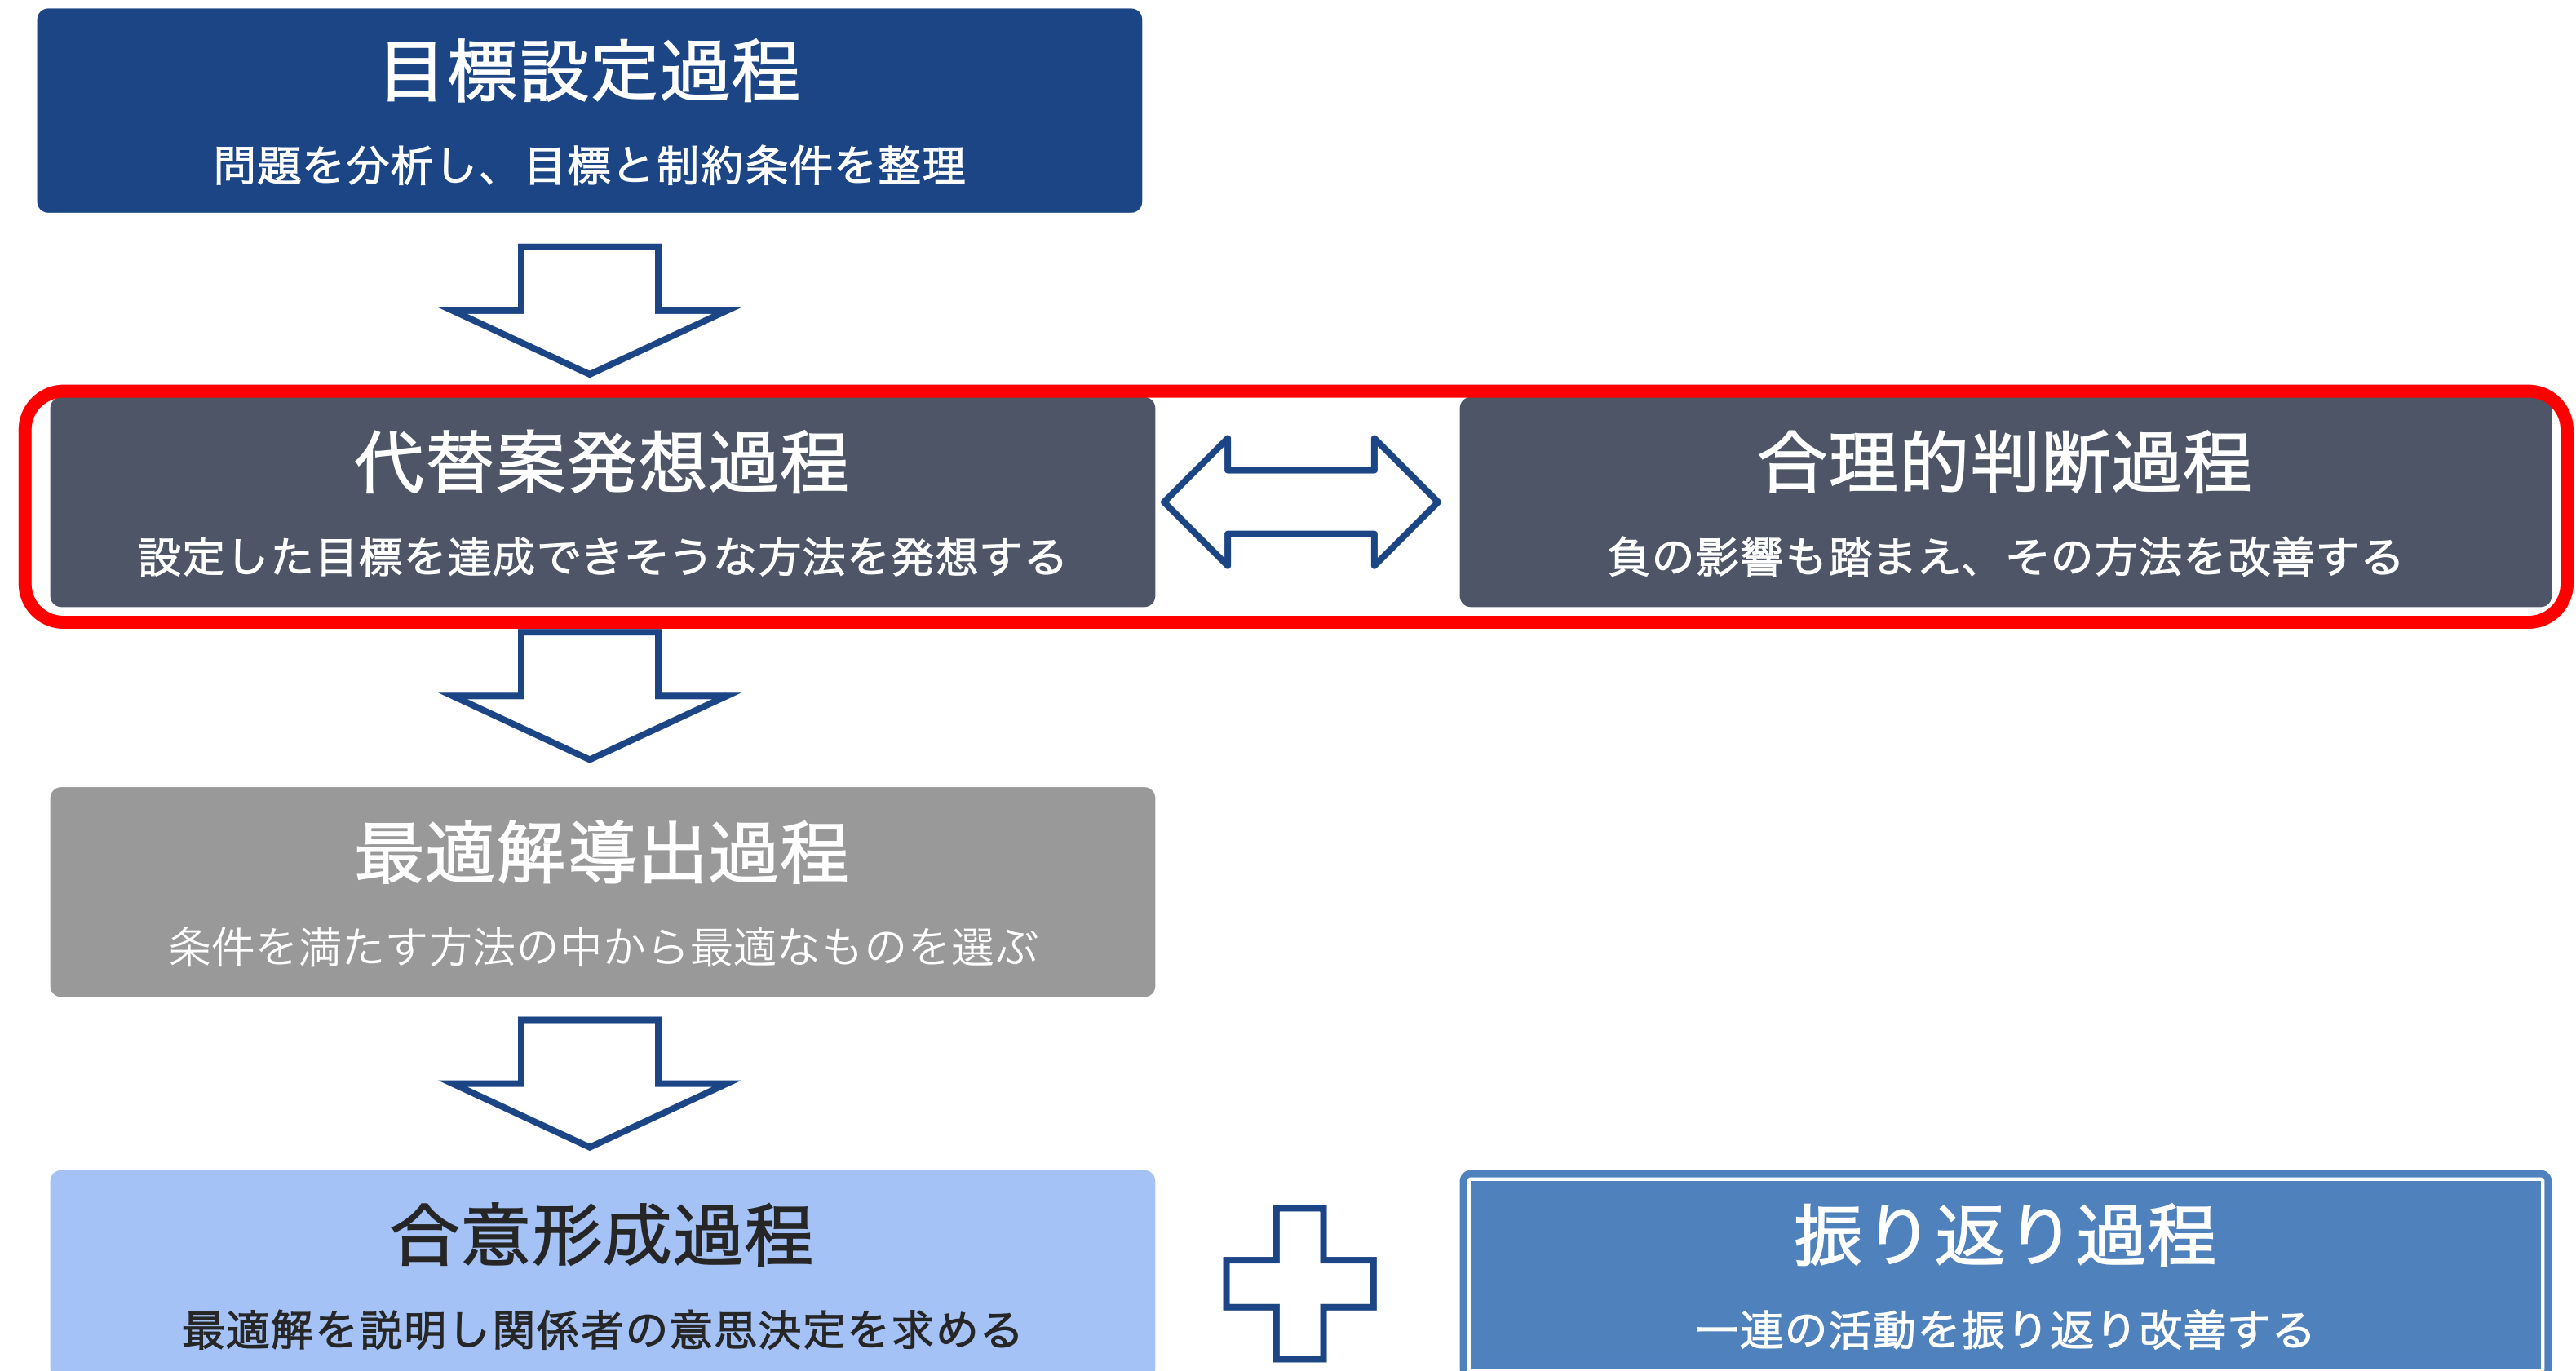 目標設定過程
問題を分析し、目標と制約条件を整理
代替案発想過程
設定した目標を達成できそうな方法を発想する
合理的判断過程
負の影響も踏まえ、その方法を改善する
最適解導出過程
条件を満たす方法の中から最適なものを選ぶ
合意形成過程
最適解を説明し関係者の意思決定を求める
振り返り過程
一連の活動を振り返り改善する